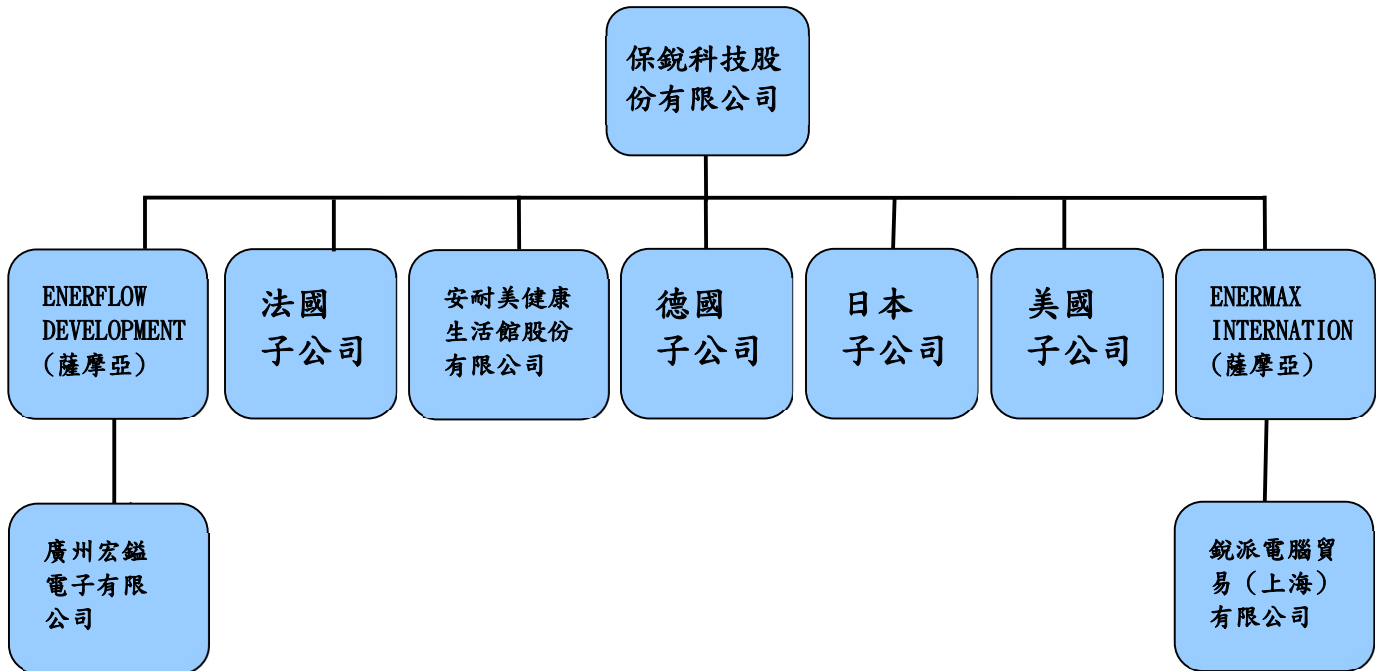 保銳科技股
份有限公司
ENERFLOW
DEVELOPMENT
(薩摩亞)
法國
子公司
安耐美健康
生活館股份
有限公司
德國
子公司
日本
子公司
美國
子公司
ENERMAX
INTERNATION
(薩摩亞)
廣州宏鎰
電子有限
公司
銳派電腦貿
易（上海）
有限公司